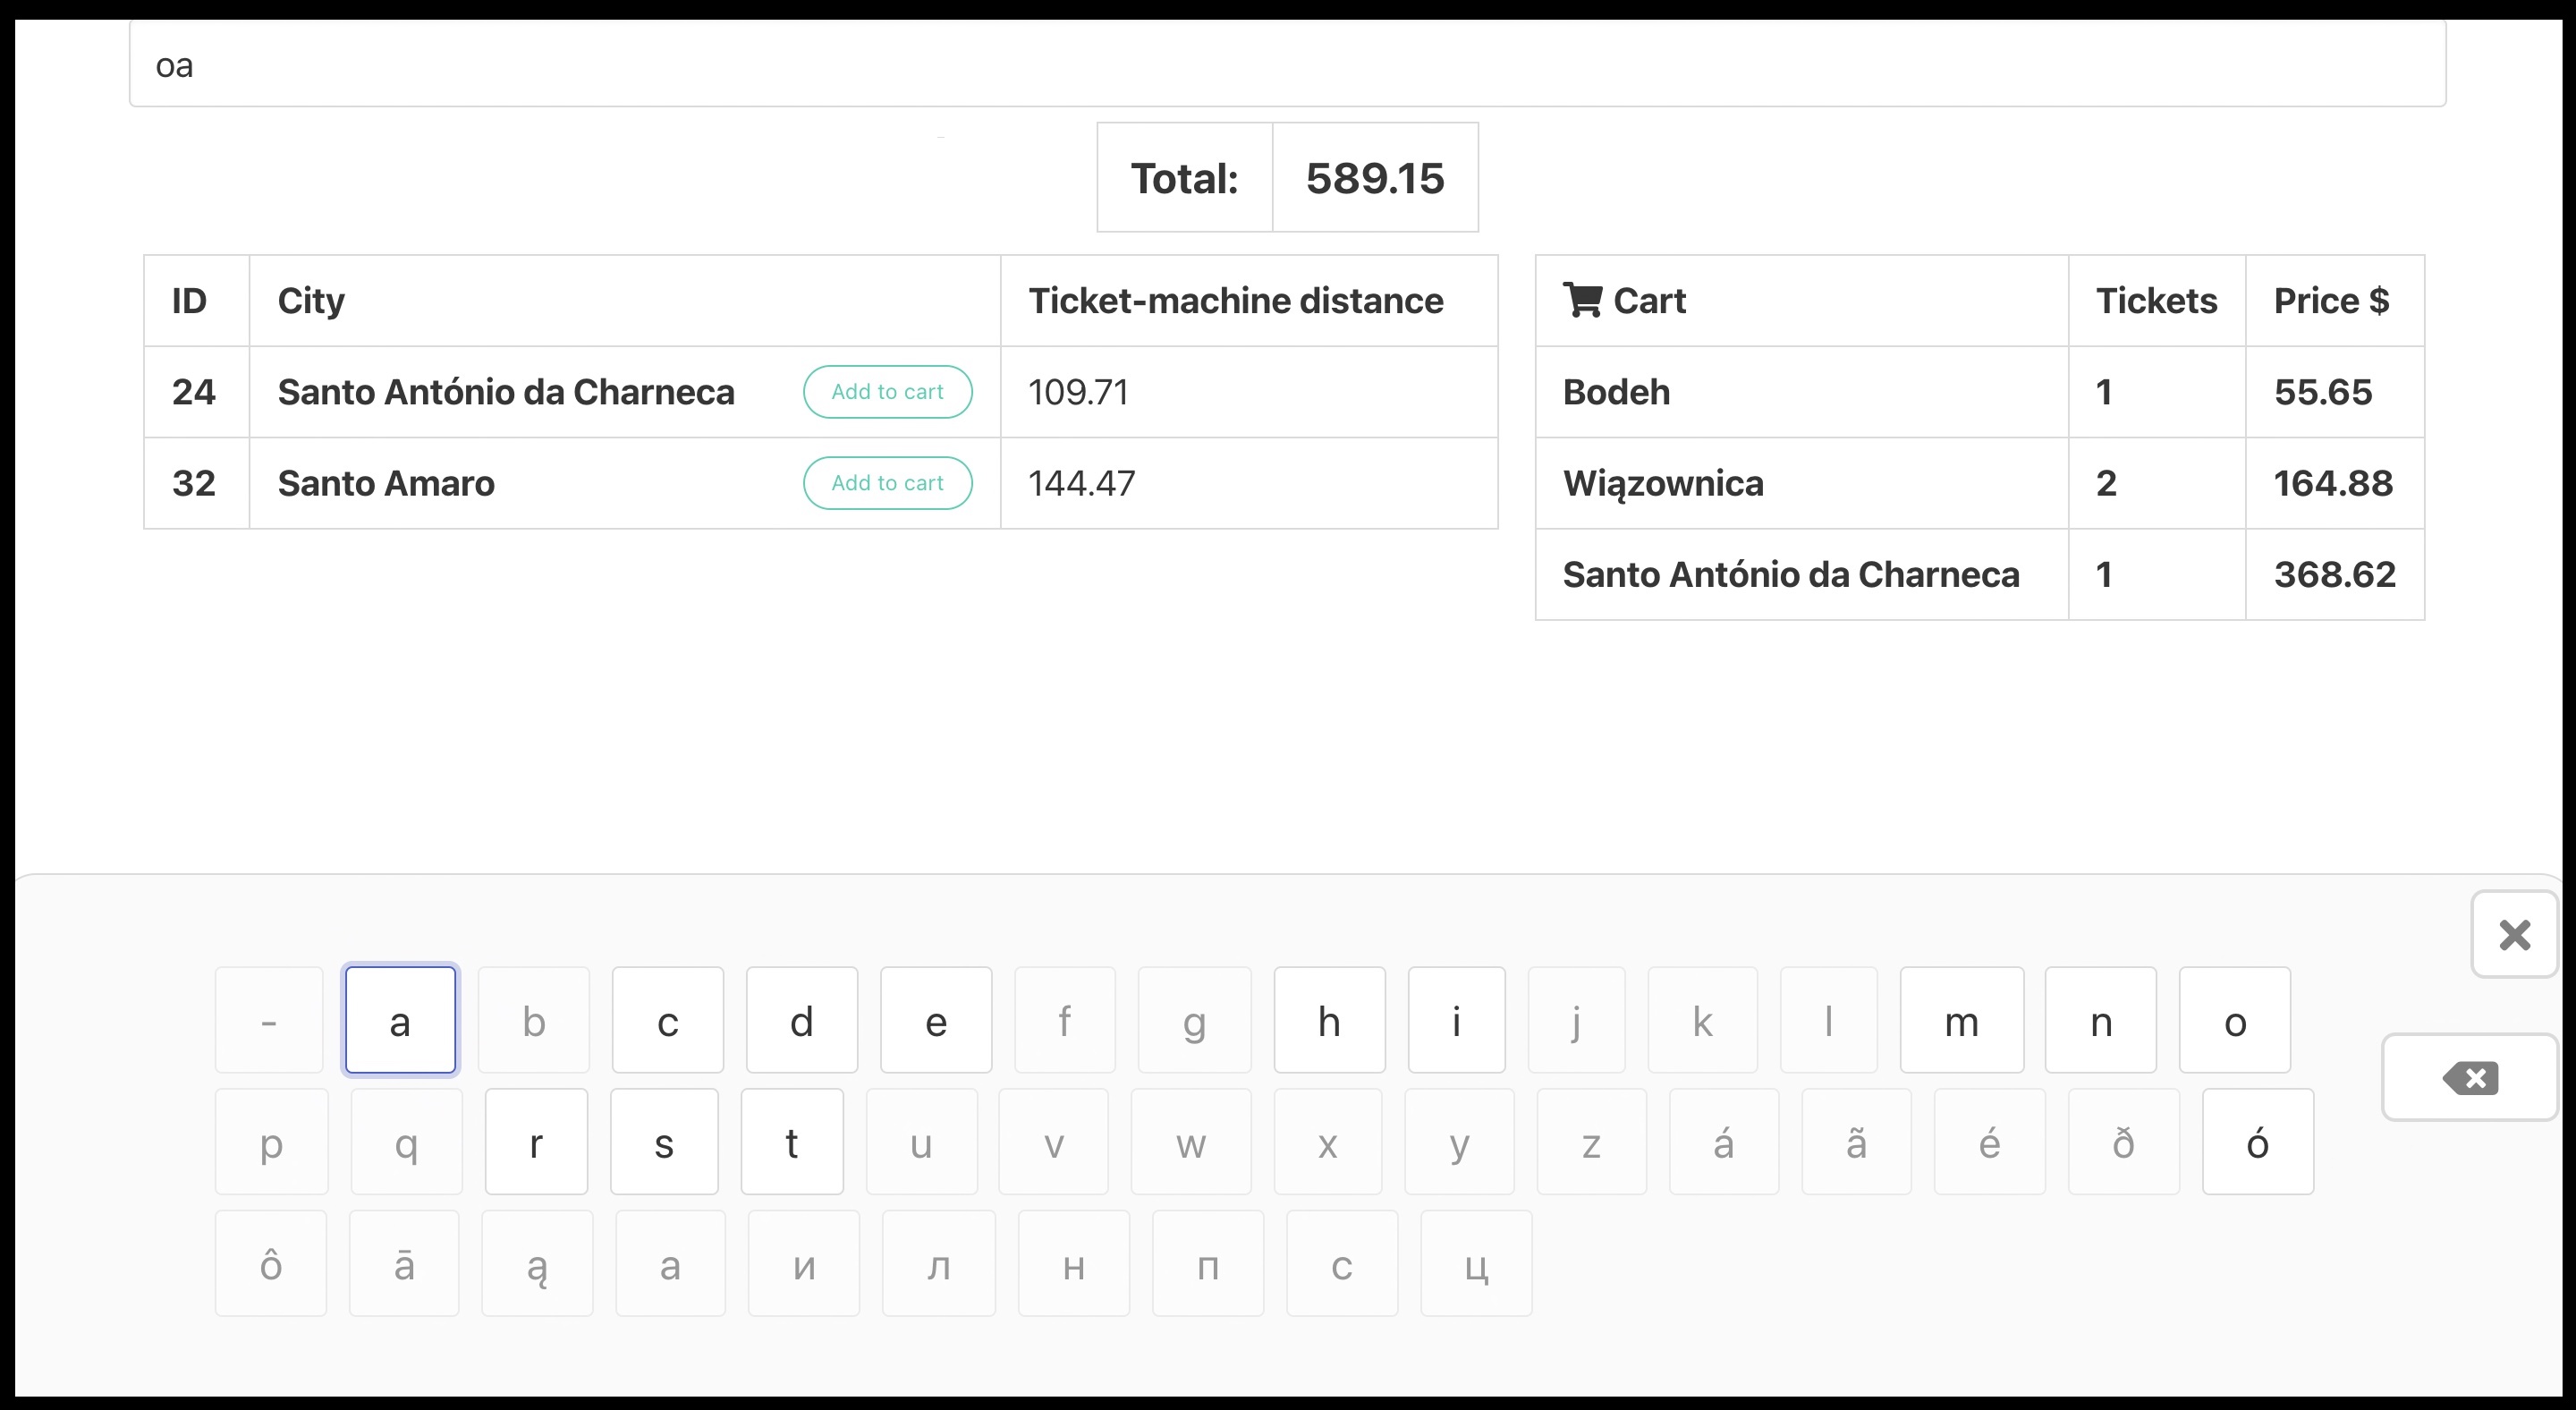 oa
Total: 589.15
ID City Ticket-machine distance
24 Santo António da Charneca Add to cart 109.71
32 Santo Amaro Add to cart 144.47
Cart Tickets Price $
Bodeh 1 55.65
Wiązownica 2 164.88
Santo António da Charneca 1 368.62
- a b c d e f g h i j k l m n o
p q r s t u v w x y z á ã é ð ó
ô ā ą а и л н п с ц